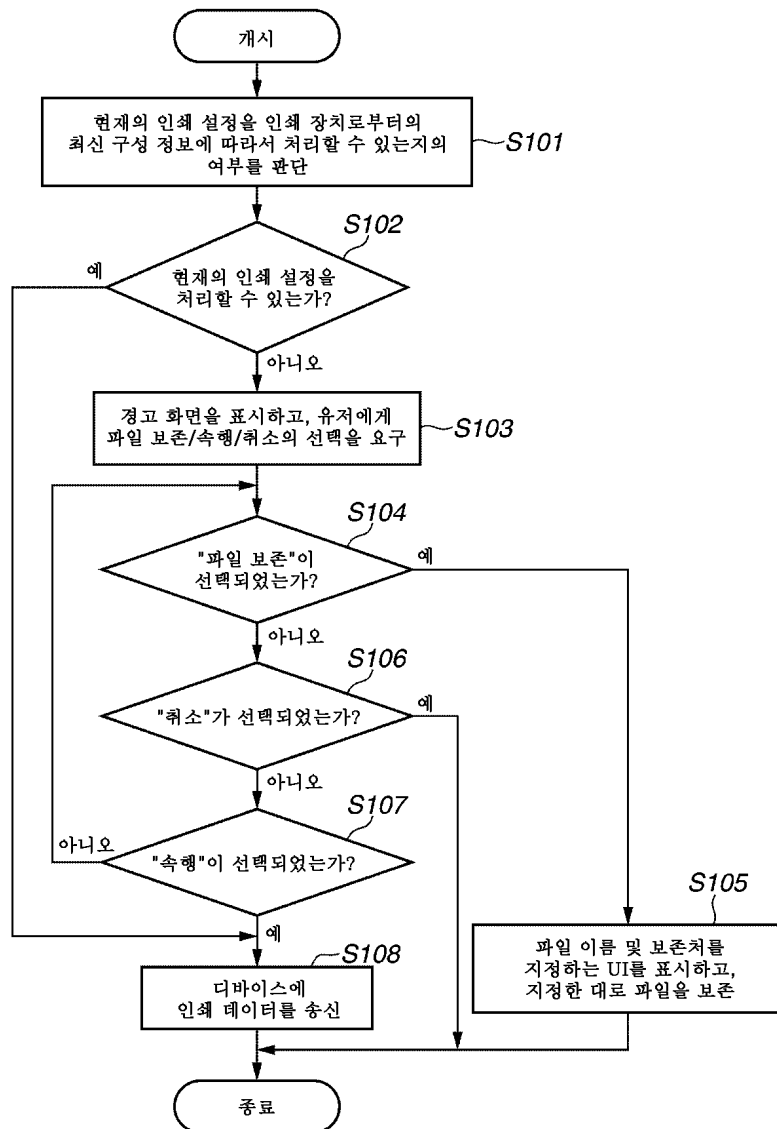 개시
현재의 인쇄 설정을 인쇄 장치로부터의
최신 구성 정보에 따라서 처리할 수 있는지의
여부를 판단
S101
S102
예
현재의 인쇄 설정을
처리할 수 있는가?
아니오
경고 화면을 표시하고, 유저에게
파일 보존/속행/취소의 선택을 요구
S103
S104
"파일 보존"이
선택되었는가?
예
아니오
S106
"취소"가 선택되었는가?
예
아니오
S107
아니오
"속행"이 선택되었는가?
예
S105
파일 이름 및 보존처를
지정하는 UI를 표시하고,
지정한 대로 파일을 보존
S108
디바이스에
인쇄 데이터를 송신
종료